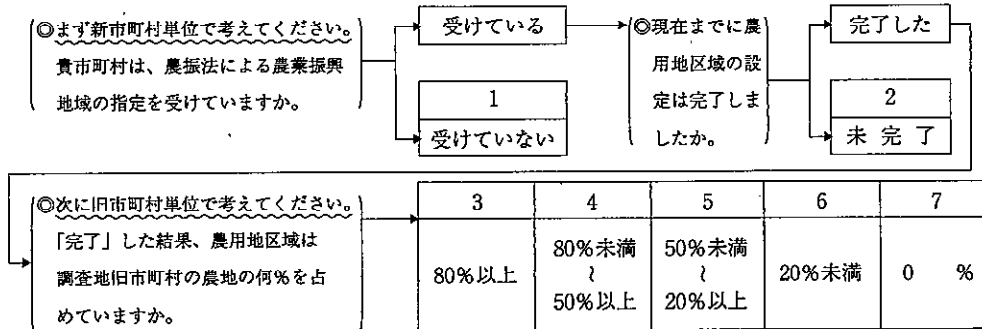 ◎まず新市町村単位で考えてください。
貴市町村は、農振法による農業振興
地域の指定を受けていますか。
受けている
1
受けていない
◎現在までに農
用地区域の設
定は完了しま
したか。
完了した
2
未完了
◎次に旧市町村単位で考えてください。
「完了」した結果、農用地区域は
調査地旧市町村の農地の何%を占
めていますか。
3
80%以上
4
80%未満
~
50%以上
5
50%未満
~
20%以上
6
20%未満
7
0 %